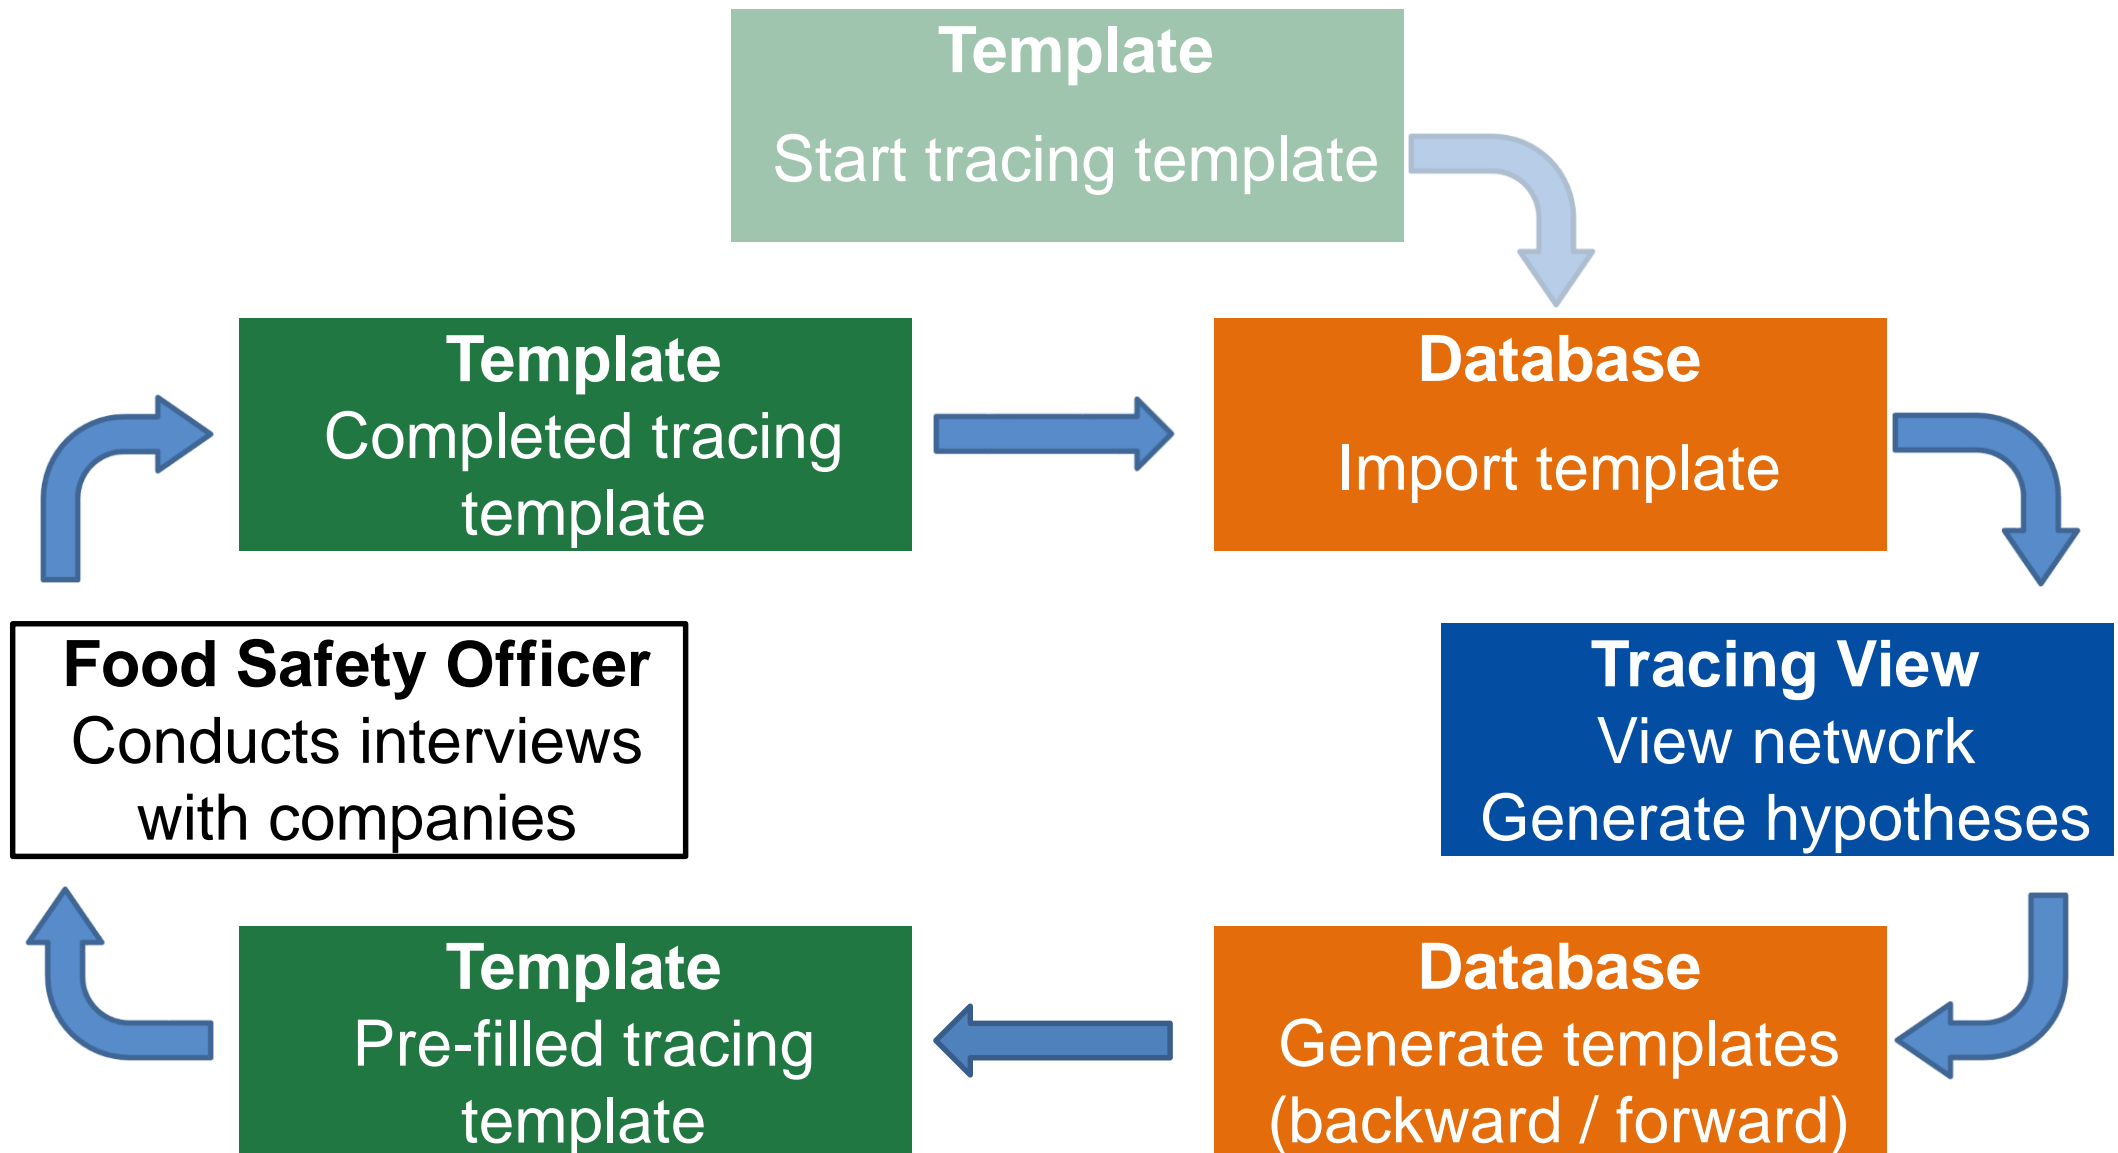 Template
Start tracing template
Template
Completed tracing
template
Database
Import template
Food Safety Officer
Conducts interviews
with companies
Tracing View
View network
Generate hypotheses
Template
Pre-filled tracing
template
Database
Generate templates
(backward / forward)